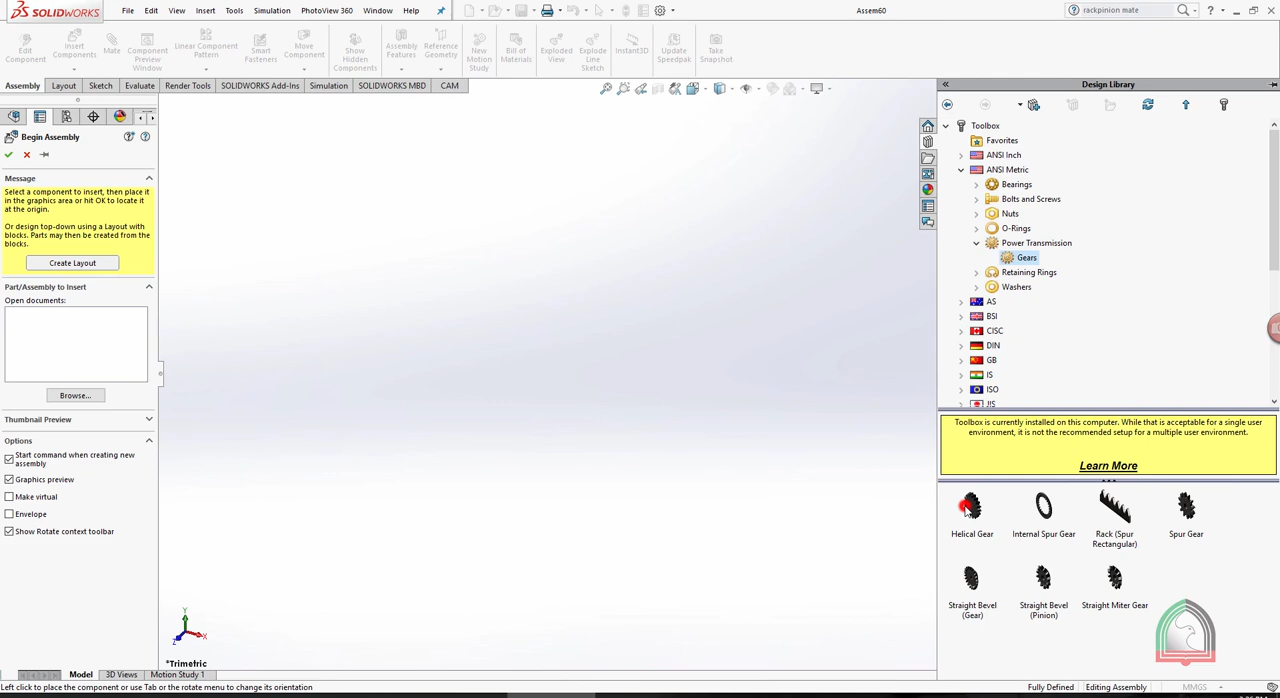 SOLIDWORKS
File
Edit
View
Insert
Tools
Simulation
PhotoView 360
Window
Help
Assem60
rackpinion mate
Edit Component
Insert Components
Mate
Component Preview Window
Linear Component Pattern
Smart Fasteners
Move Component
Show Hidden Components
Assembly Features
Reference Geometry
New Motion Study
Bill of Materials
Exploded View
Explode Line Sketch
Instant3D
Update Speedpak
Take Snapshot
Assembly
Layout
Sketch
Evaluate
Render Tools
SOLIDWORKS Add-Ins
Simulation
SOLIDWORKS MBD
CAM
Design Library
Begin Assembly
Message
Select a component to insert, then place it
in the graphics area or hit OK to locate it
at the origin.
Or design top-down using a Layout with
blocks. Parts may then be created from the
blocks.
Create Layout
Part/Assembly to Insert
Open documents:
Browse...
Thumbnail Preview
Options
Start command when creating new
assembly
Graphics preview
Make virtual
Envelope
Show Rotate context toolbar
Toolbox
Favorites
ANSI Inch
ANSI Metric
Bearings
Bolts and Screws
Nuts
O-Rings
Power Transmission
Gears
Retaining Rings
Washers
AS
BSI
CISC
DIN
GB
IS
ISO
JIS
Toolbox is currently installed on this computer. While that is acceptable for a single user
environment, it is not the recommended setup for a multiple user environment.
Learn More
Helical Gear
Internal Spur Gear
Rack (Spur
Rectangular)
Spur Gear
Straight Bevel
(Gear)
Straight Bevel
(Pinion)
Straight Miter Gear
Y
X
Z
*Trimetric
Model
3D Views
Motion Study 1
Left click to place the component or use Tab or the rotate menu to change its orientation
Fully Defined
Editing Assembly
MMGS